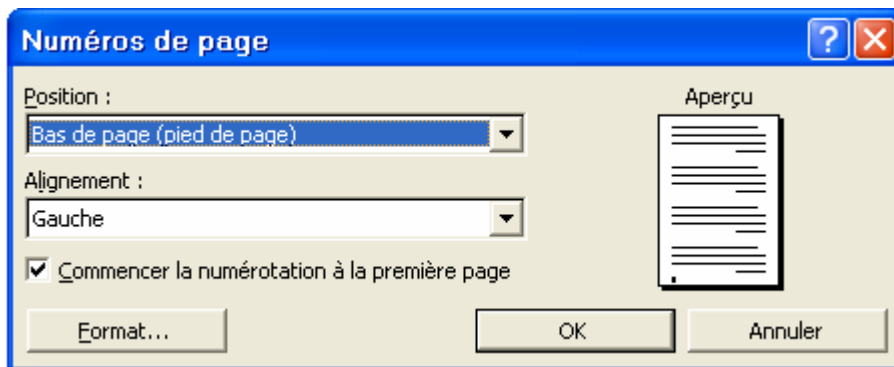 Numéros de page
Position :
Aperçu
Bas de page (pied de page)
Alignement :
Gauche
Commencer la numérotation à la première page
Format...
OK
Annuler